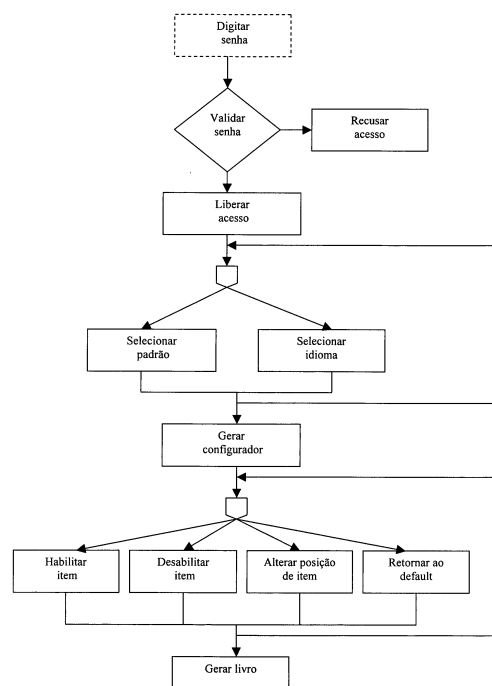 Digitar
senha
Validar
senha
Recusar
acesso
Liberar
acesso
Selecionar
padrão
Selecionar
idioma
Gerar
configurador
Habilitar
item
Desabilitar
item
Alterar posição
de item
Retornar ao
default
Gerar livro